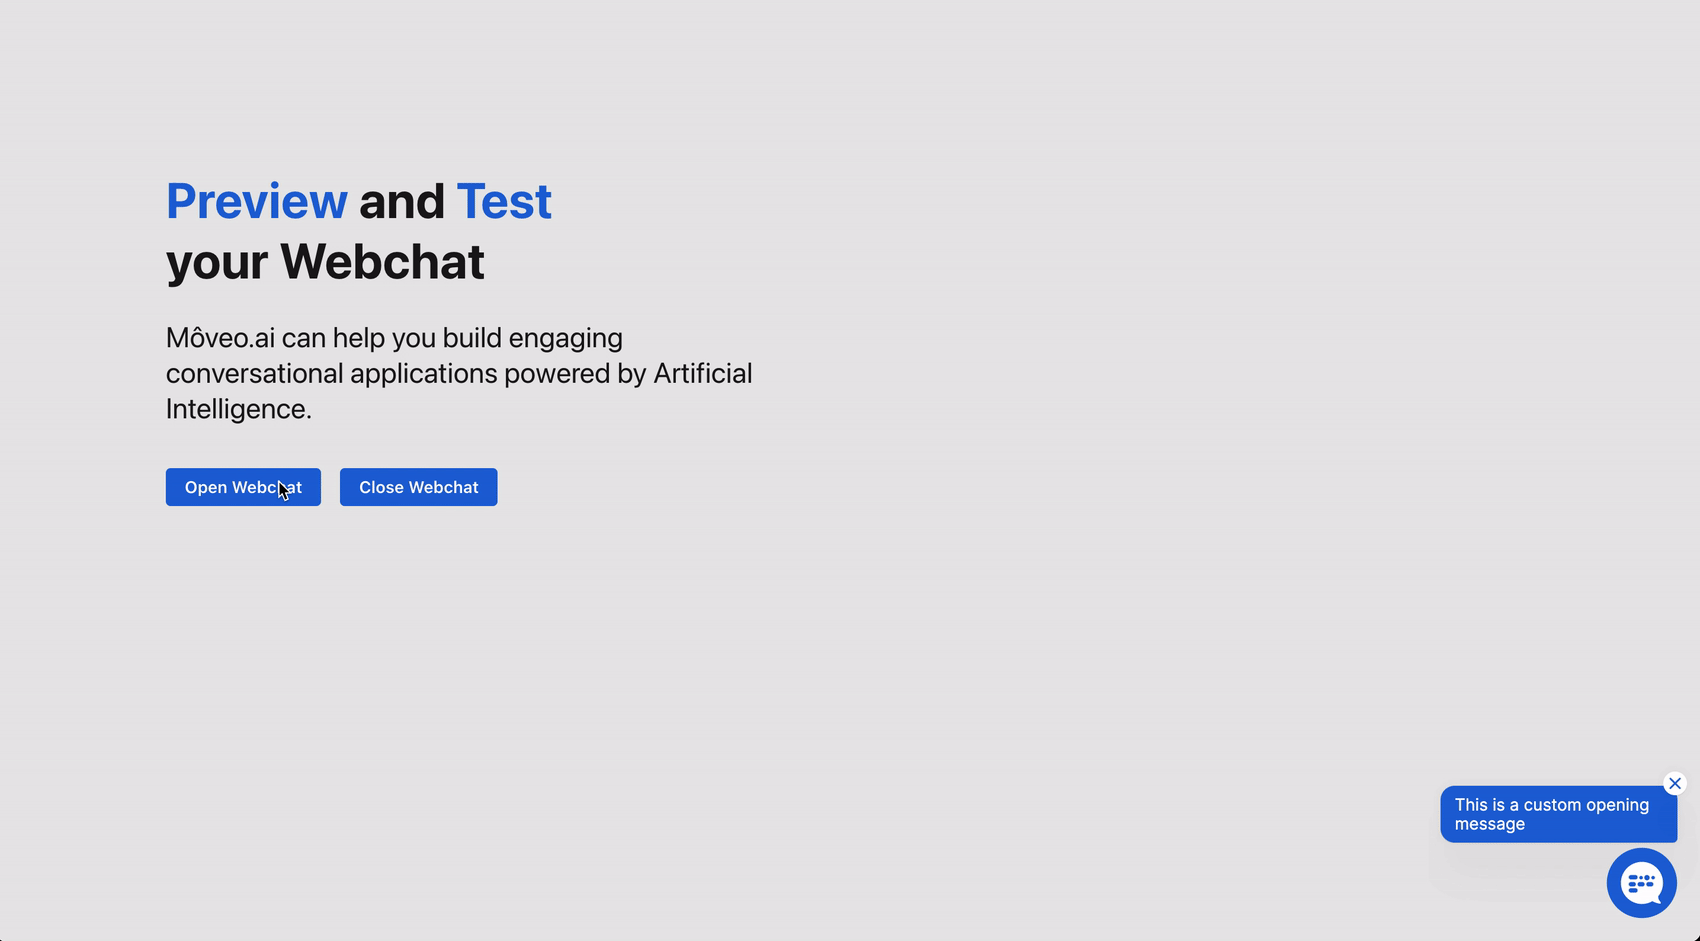 Preview and Test
your Webchat
Môveo.ai can help you build engaging
conversational applications powered by Artificial
Intelligence.
Open Webchat
Close Webchat
This is a custom opening
message